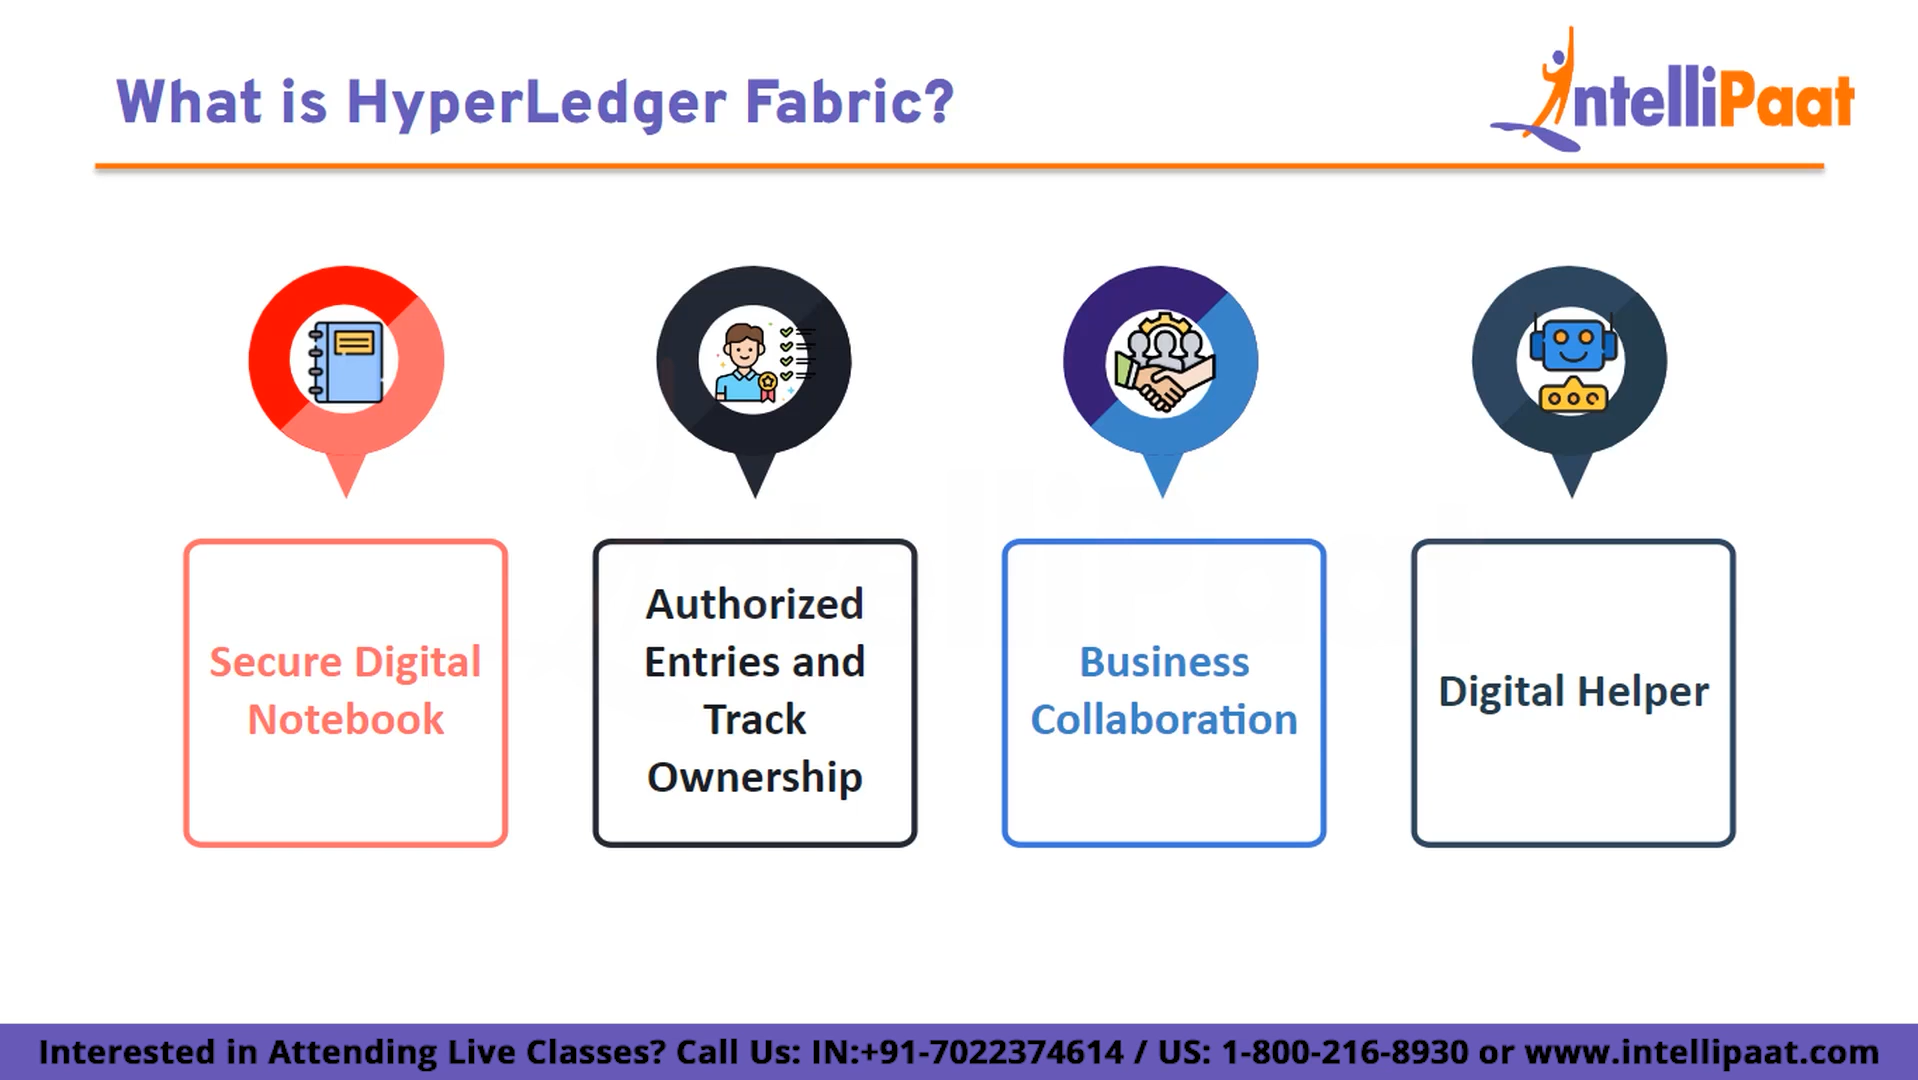 What is HyperLedger Fabric?
IntelliPaat
Secure Digital
Notebook
Authorized
Entries and
Track
Ownership
Business
Collaboration
Digital Helper
Interested in Attending Live Classes? Call Us: IN:+91-7022374614 / US: 1-800-216-8930 or www.intellipaat.com